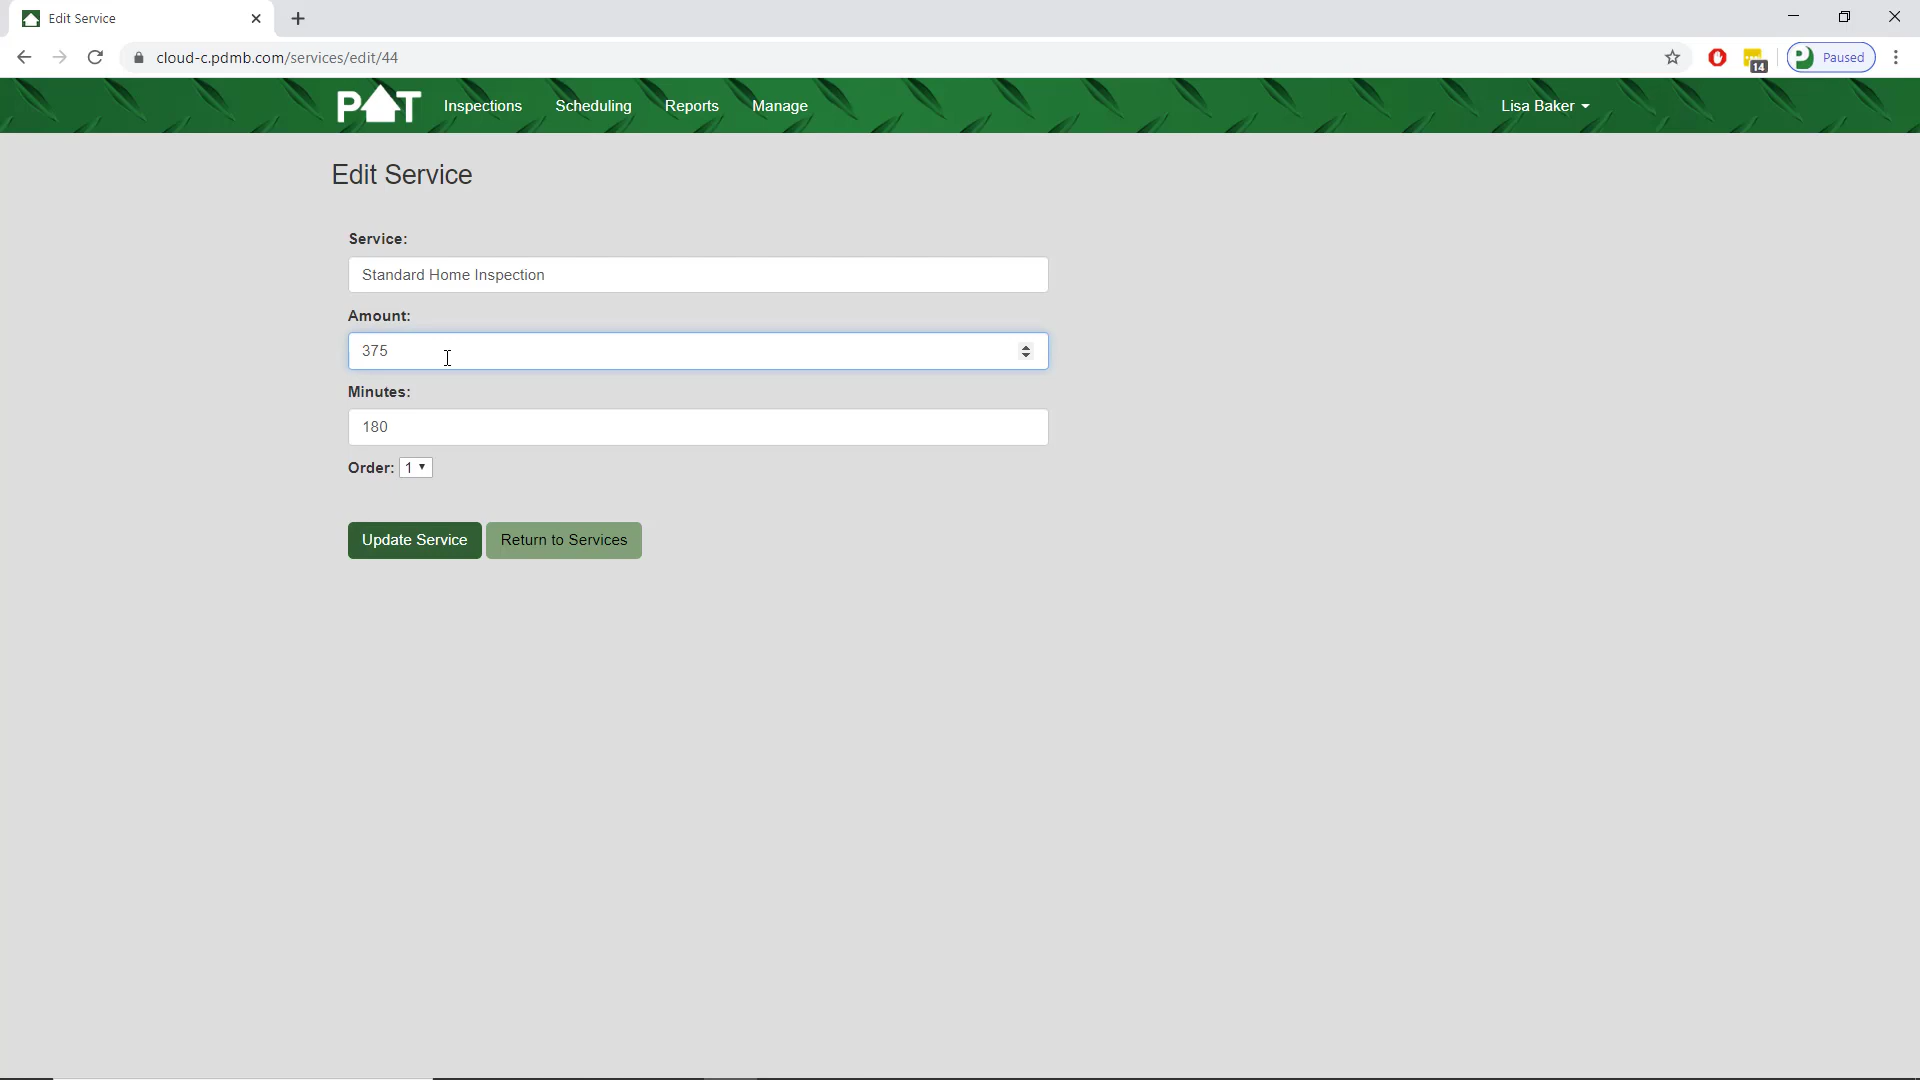 Edit Service
cloud-c.pdmb.com/services/edit/44
14
Paused
PAT
Inspections
Scheduling
Reports
Manage
Lisa Baker
Edit Service
Service:
Standard Home Inspection
Amount:
375
Minutes:
180
Order: 1
Update Service
Return to Services